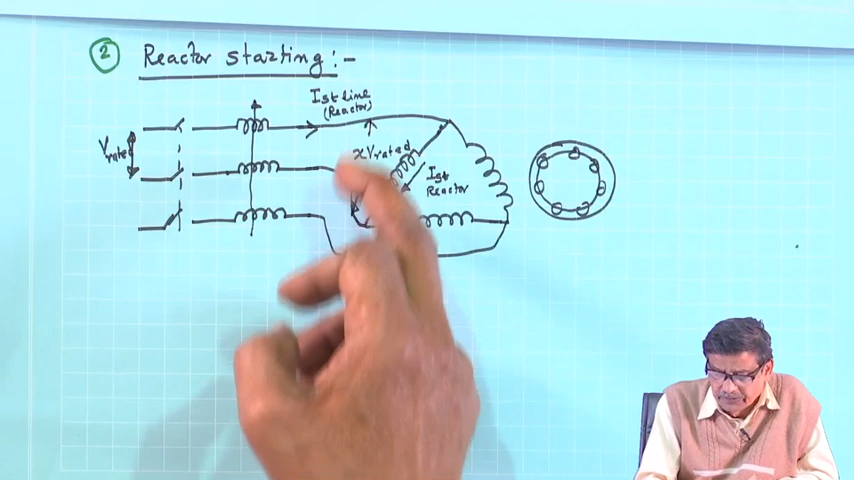 2 Reactor starting :-
Ist line
(Reactor)
Vrated
xVrated
Ist
Reactor